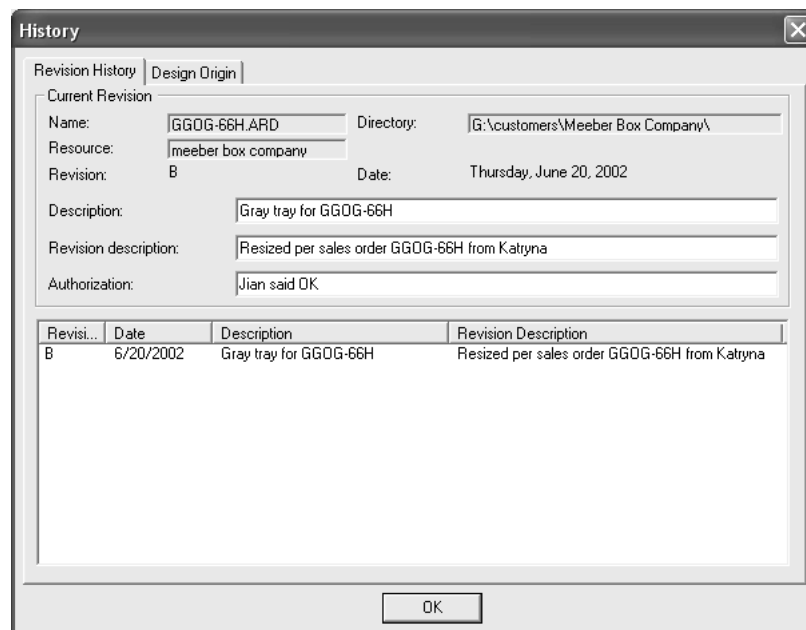 History
Revision History Design Origin
Current Revision
Name: GGOG-66H.ARD Directory: G:\customers\Meeber Box Company\
Resource: meeber box company
Revision: B Date: Thursday, June 20, 2002
Description: Gray tray for GGOG-66H
Revision description: Resized per sales order GGOG-66H from Katryna
Authorization: Jian said OK
Revisi... Date Description Revision Description
B 6/20/2002 Gray tray for GGOG-66H Resized per sales order GGOG-66H from Katryna
OK